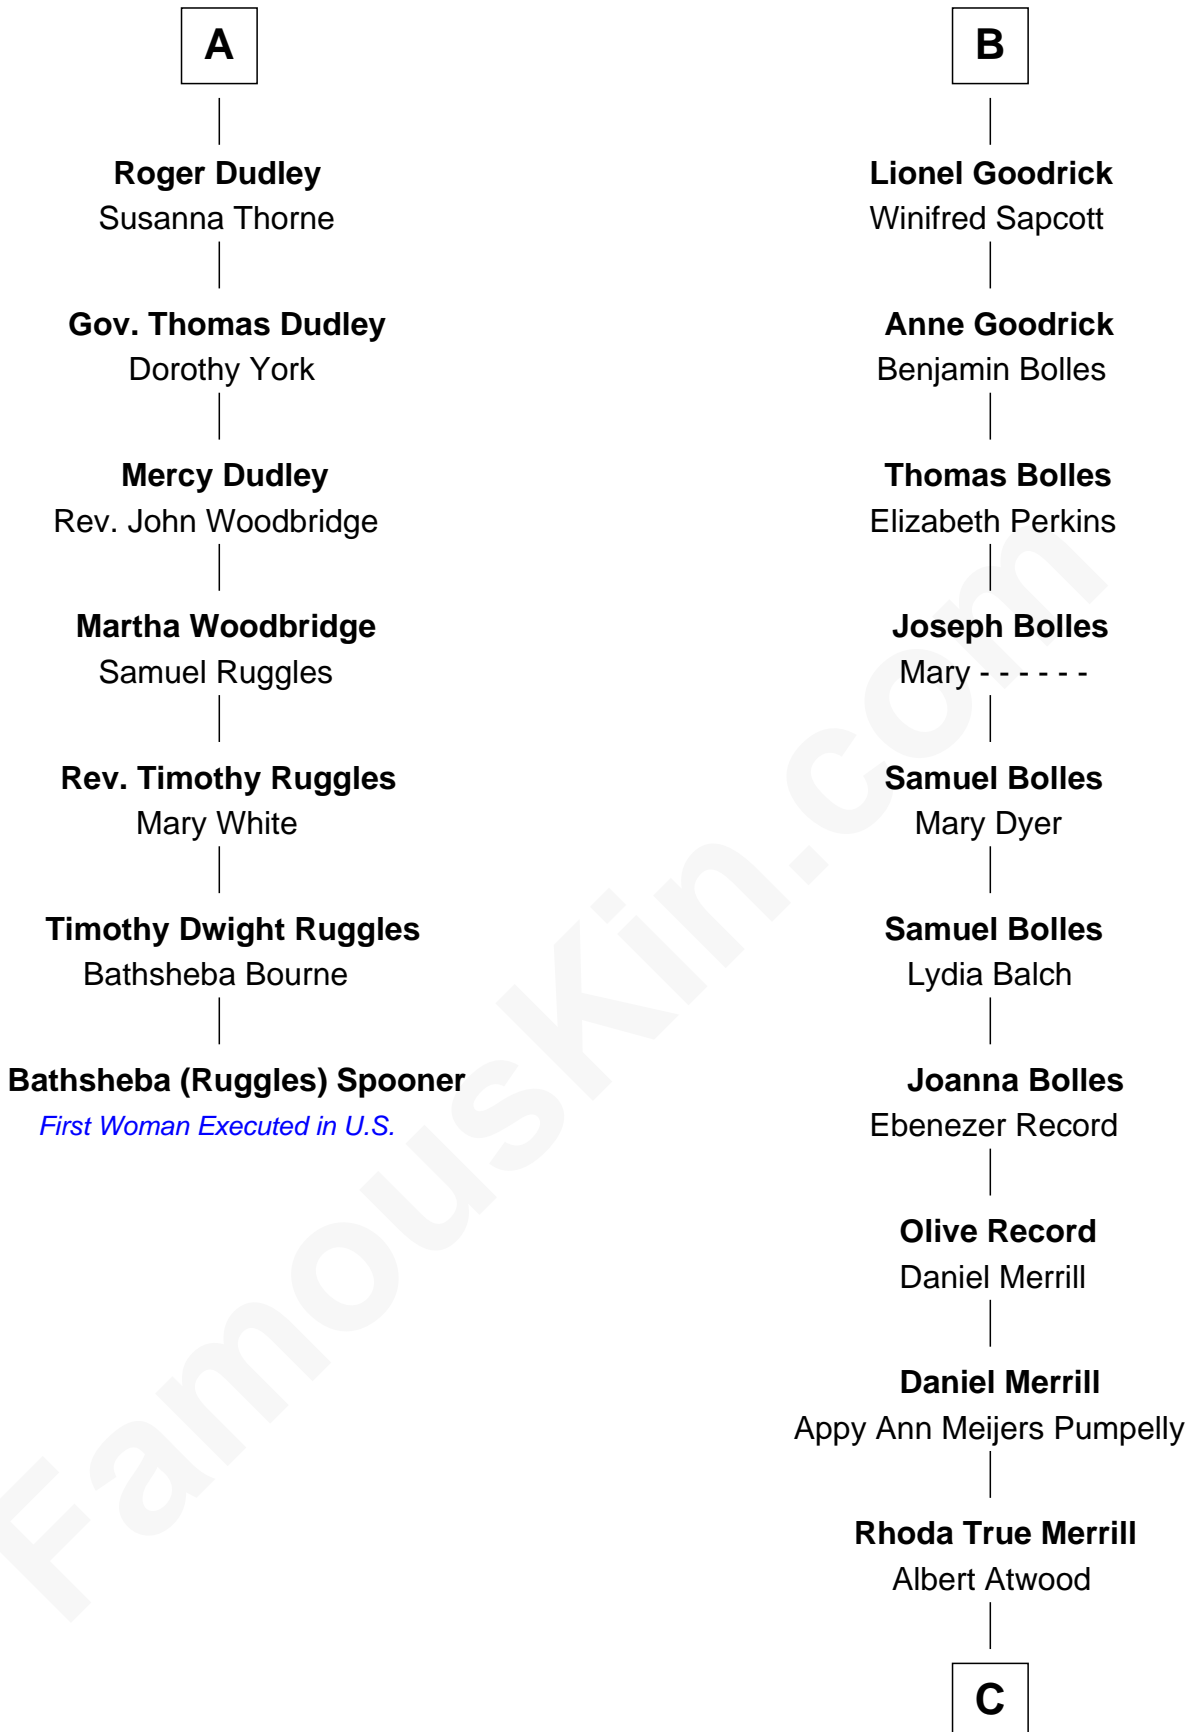 A
Roger Dudley
Susanna Thorne
Gov. Thomas Dudley
Dorothy York
Mercy Dudley
Rev. John Woodbridge
Martha Woodbridge
Samuel Ruggles
Rev. Timothy Ruggles
Mary White
Timothy Dwight Ruggles
Bathsheba Bourne
Bathsheba (Ruggles) Spooner
First Woman Executed in U.S.
B
Lionel Goodrick
Winifred Sapcott
Anne Goodrick
Benjamin Bolles
Thomas Bolles
Elizabeth Perkins
Joseph Bolles
Mary - - - - - -
Samuel Bolles
Mary Dyer
Samuel Bolles
Lydia Balch
Joanna Bolles
Ebenezer Record
Olive Record
Daniel Merrill
Daniel Merrill
Appy Ann Meijers Pumpelly
Rhoda True Merrill
Albert Atwood
C
FamousKin.com